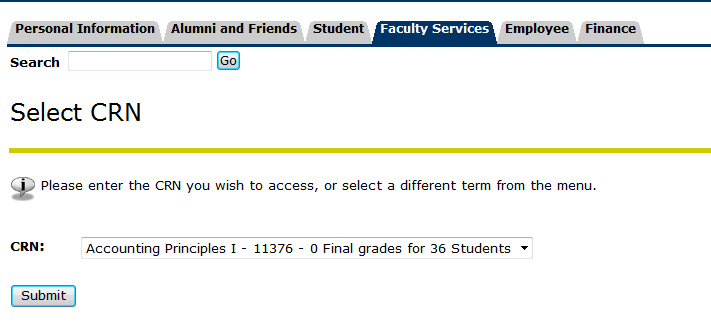 Personal Information Alumni and Friends Student Faculty Services Employee Finance
Search Go
Select CRN
Please enter the CRN you wish to access, or select a different term from the menu.
CRN: Accounting Principles I - 11376 - 0 Final grades for 36 Students
Submit